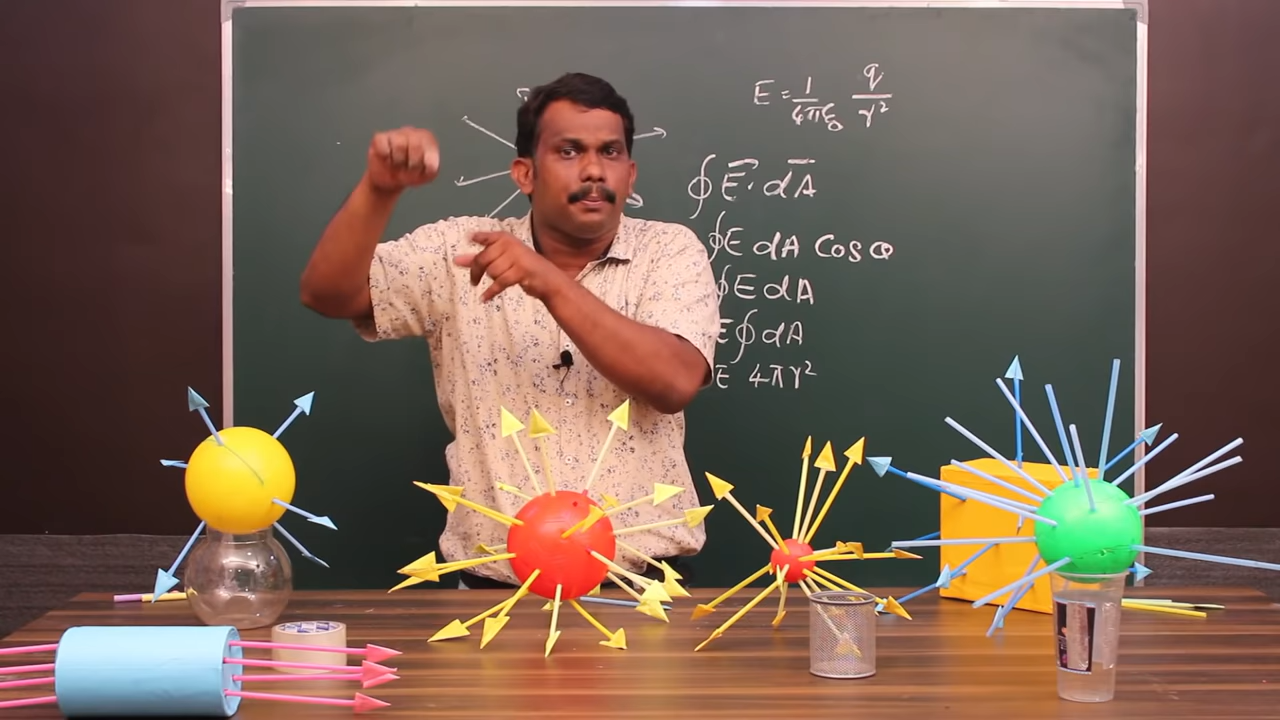 E = 1/4πε₀ q/r²
∮ E⃗ · dA⃗
∮ E dA Cos θ
∮ E dA
E ∮ dA
E 4πr²